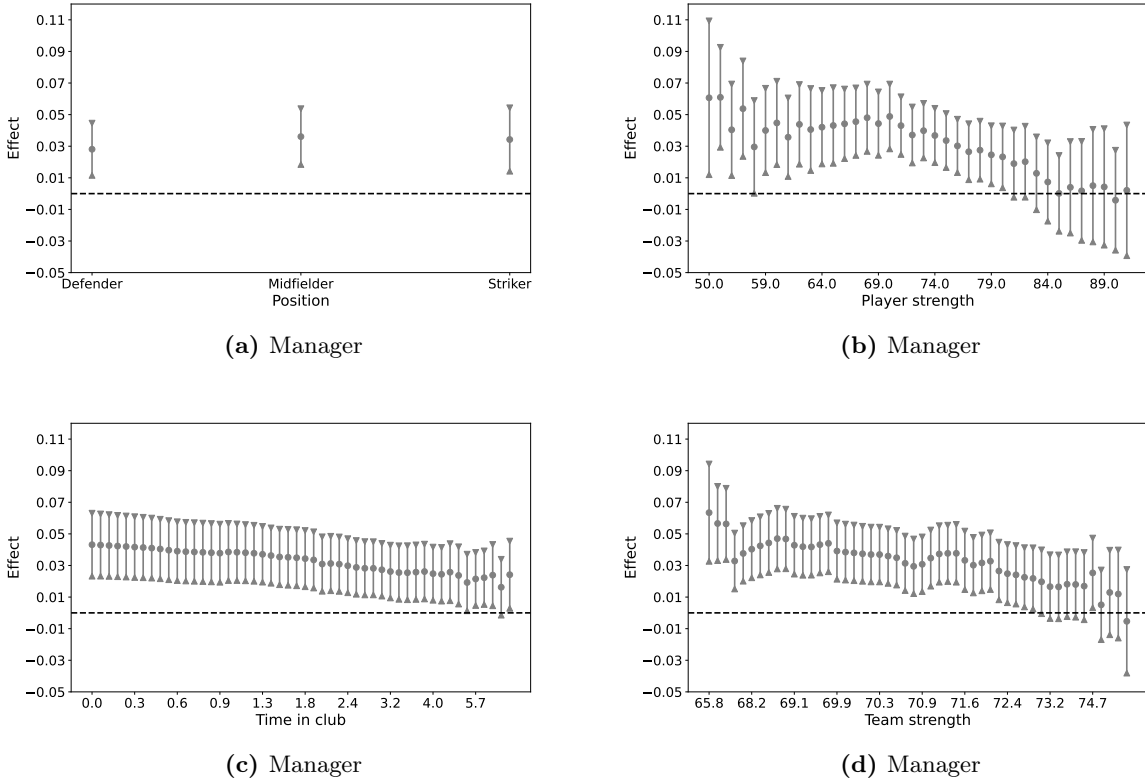 0.11
0.09
0.07
0.05
0.03
0.01
−0.01
−0.03
−0.05
Effect
Defender Midfielder Striker
Position
(a) Manager
0.11
0.09
0.07
0.05
0.03
0.01
−0.01
−0.03
−0.05
Effect
50.0 59.0 64.0 69.0 74.0 79.0 84.0 89.0
Player strength
(b) Manager
0.11
0.09
0.07
0.05
0.03
0.01
−0.01
−0.03
−0.05
Effect
0.0 0.3 0.6 0.9 1.3 1.8 2.4 3.2 4.0 5.7
Time in club
(c) Manager
0.11
0.09
0.07
0.05
0.03
0.01
−0.01
−0.03
−0.05
Effect
65.8 68.2 69.1 69.9 70.3 70.9 71.6 72.4 73.2 74.7
Team strength
(d) Manager